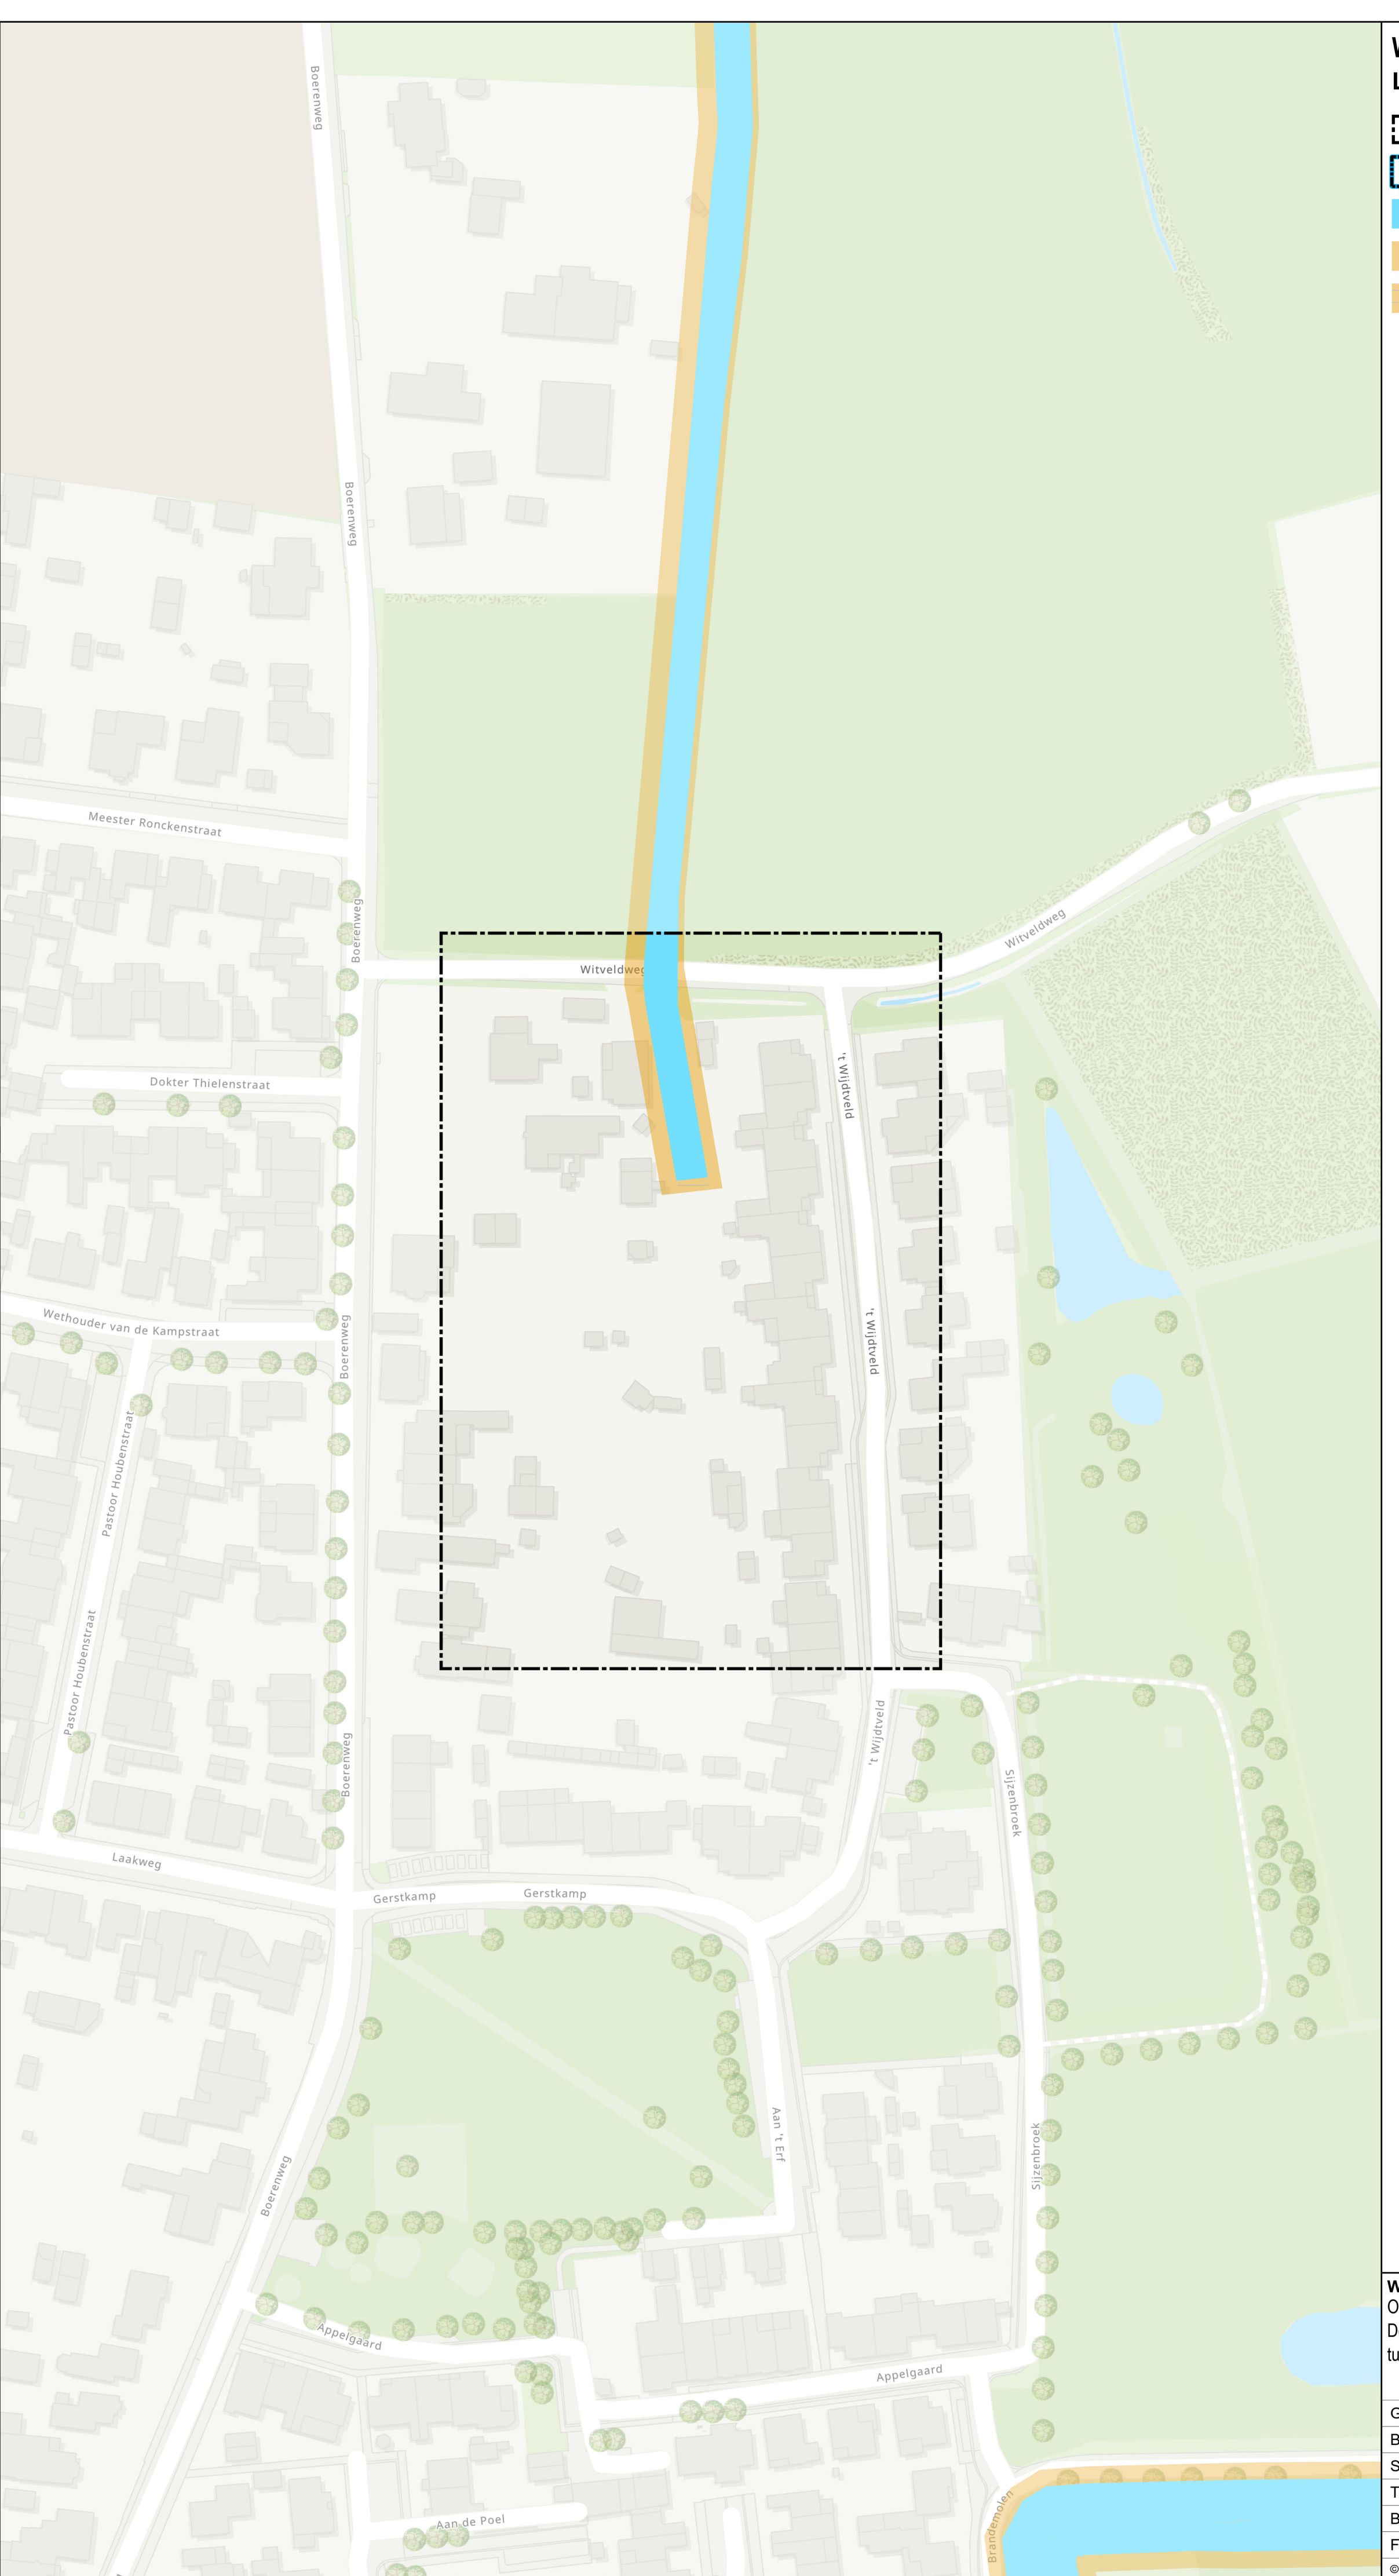 W
L
Boerenweg
Boerenweg
Meester Ronckenstraat
Boerenweg
Witveldweg
Witveldweg
Dokter Thielenstraat
't Wijdtveld
Wethouder van de Kampstraat
Boerenweg
't Wijdtveld
Pastoor Houbenstraat
Pastoor Houbenstraat
't Wijdtveld
Boerenweg
Sijzenbroek
Laakweg
Gerstkamp
Gerstkamp
Aan 't Erf
Sijzenbroek
Boerenweg
W
O
D
tu
Appelgaard
Appelgaard
G
B
S
T
Aan de Poel
Brandemolen
B
F
©